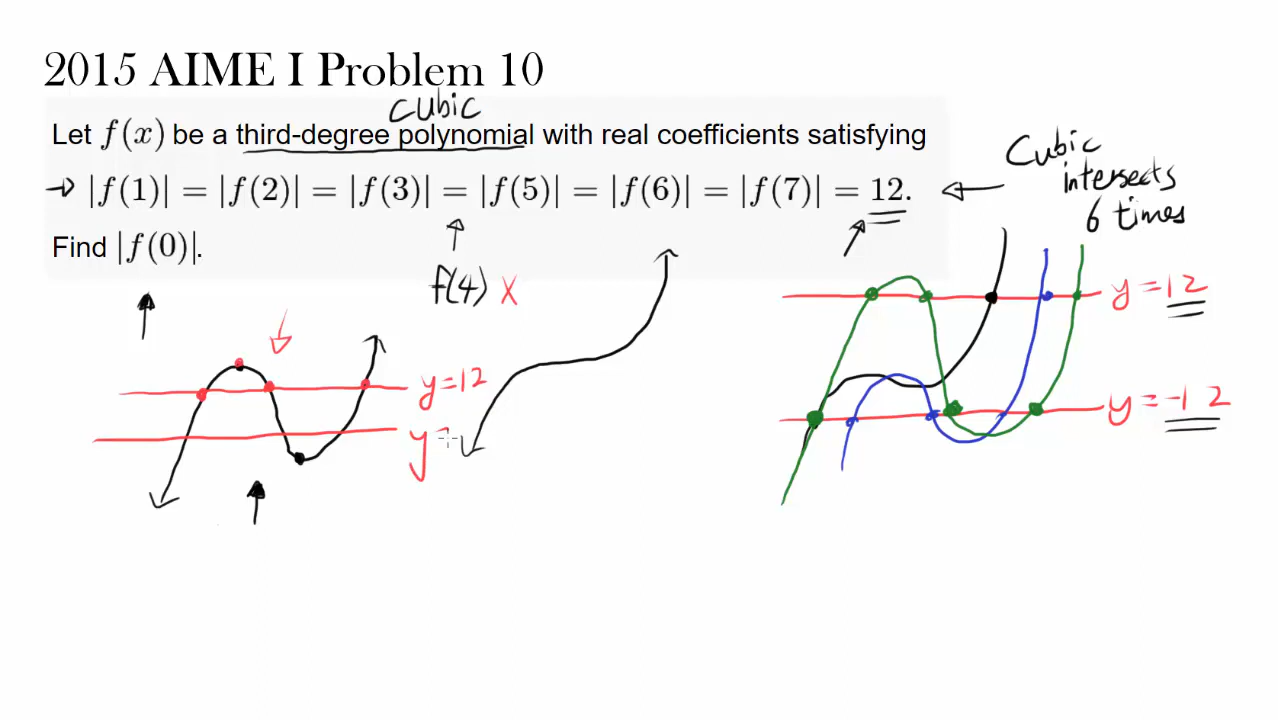 2015 AIME I Problem 10
cubic
Let f(x) be a third-degree polynomial with real coefficients satisfying
|f(1)| = |f(2)| = |f(3)| = |f(5)| = |f(6)| = |f(7)| = 12.
Find |f(0)|.
Cubic
intersects
6 times
f(4) X
y=12
y
y=12
y=-12